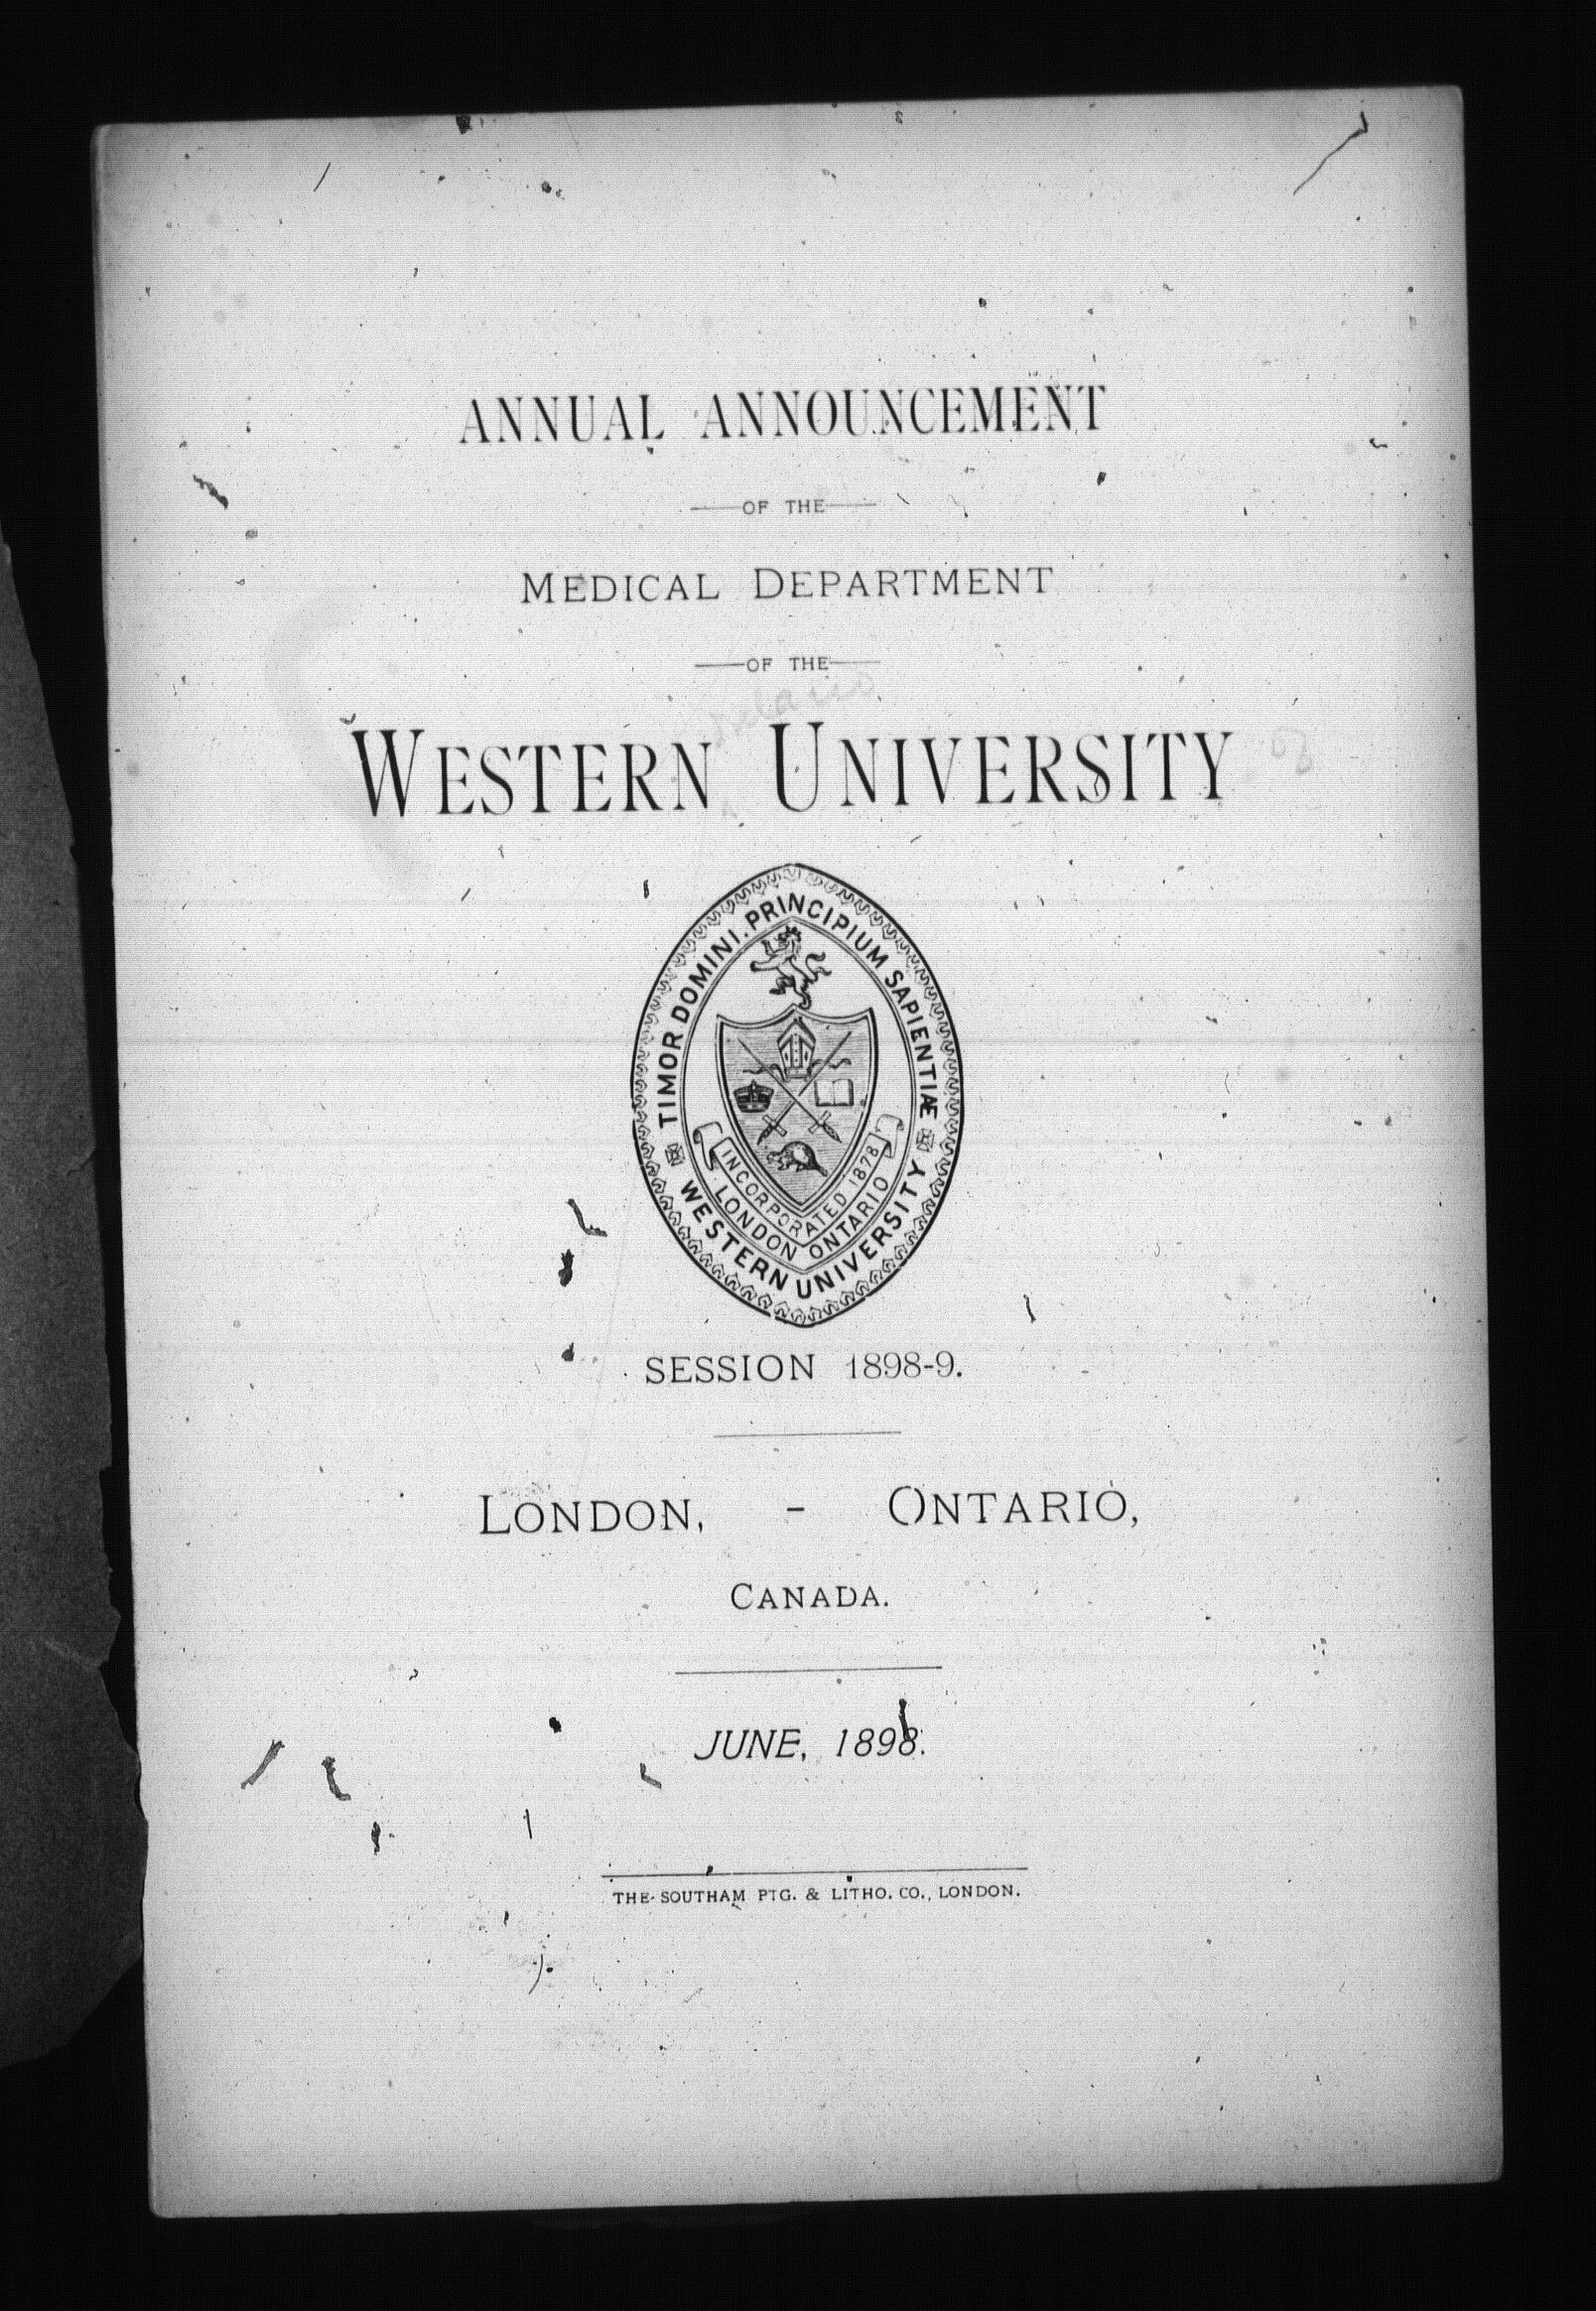 ANNUAL ANNOUNCEMENT
OF THE
MEDICAL DEPARTMENT
OF THE
WESTERN UNIVERSITY
TIMOR DOMINI. PRINCIPIUM SAPIENTIÆ
INCORPORATED 1878
LONDON ONTARIO
WESTERN UNIVERSITY
SESSION 1898-9.
LONDON, - ONTARIO,
CANADA.
JUNE, 1898.
THE SOUTHAM PTG. & LITHO. CO., LONDON.